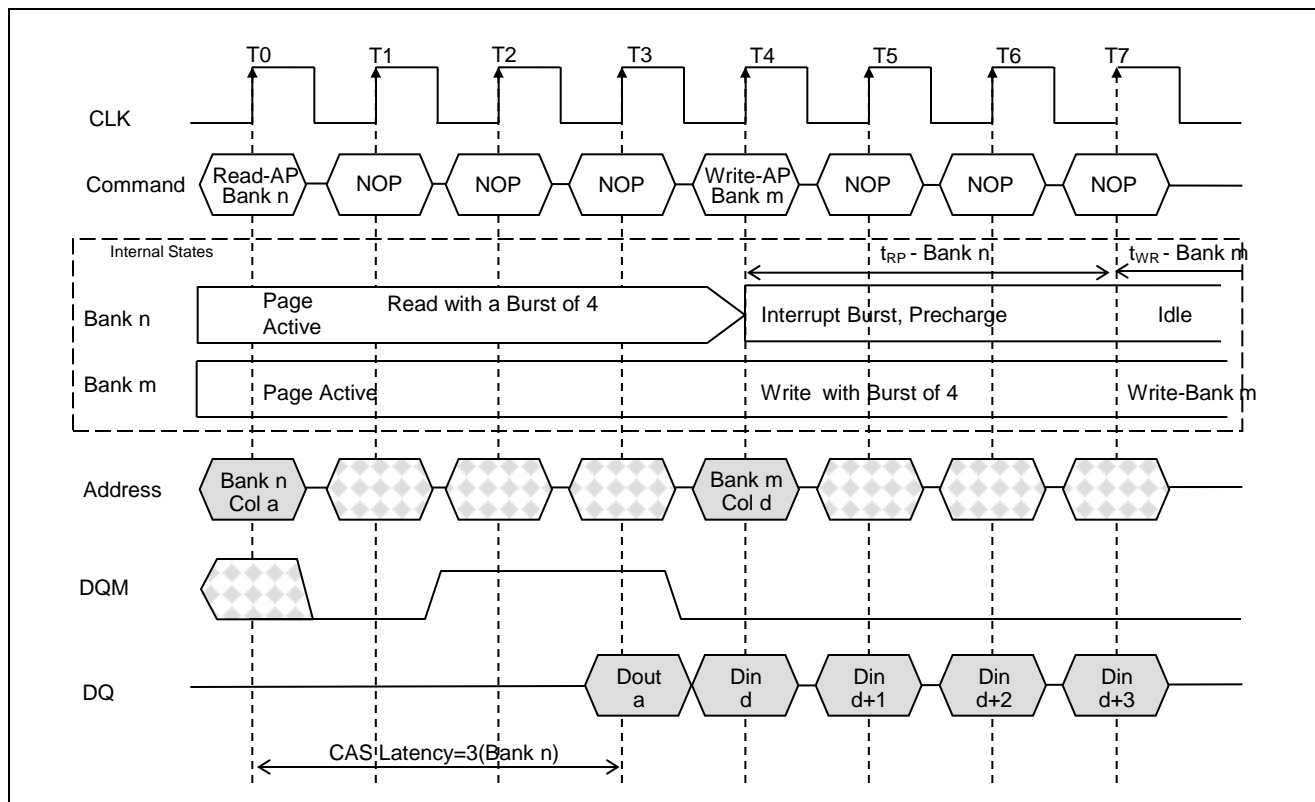 T0 T1 T2 T3 T4 T5 T6 T7
CLK
Command
Read-AP
Bank n
NOP
NOP
NOP
Write-AP
Bank m
NOP
NOP
NOP
Internal States
tRP - Bank n
tWR - Bank m
Bank n
Page
Active
Read with a Burst of 4
Interrupt Burst, Precharge
Idle
Bank m
Page Active
Write with Burst of 4
Write-Bank m
Address
Bank n
Col a
Bank m
Col d
DQM
DQ
Dout
a
Din
d
Din
d+1
Din
d+2
Din
d+3
CAS Latency=3(Bank n)